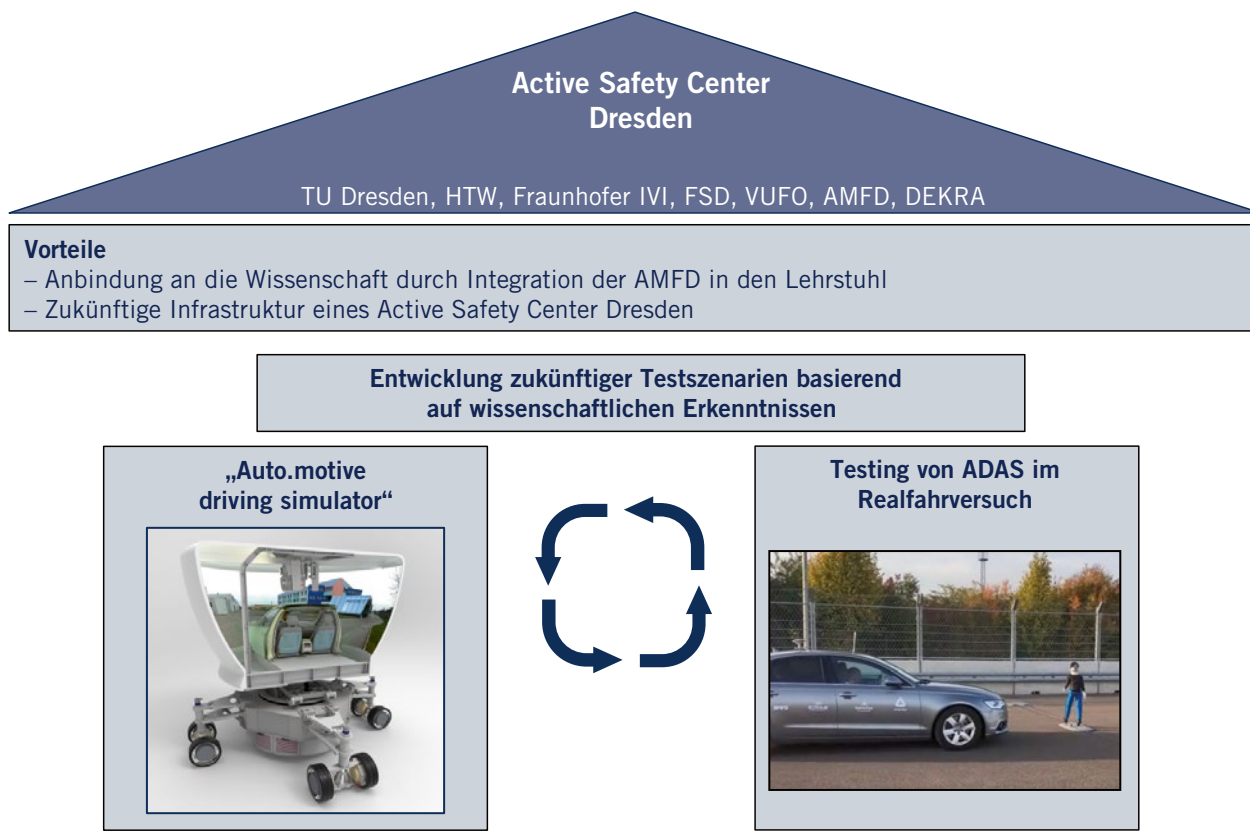 Active Safety Center
Dresden
TU Dresden, HTW, Fraunhofer IVI, FSD, VUFO, AMFD, DEKRA
Vorteile
– Anbindung an die Wissenschaft durch Integration der AMFD in den Lehrstuhl
– Zukünftige Infrastruktur eines Active Safety Center Dresden
Entwicklung zukünftiger Testszenarien basierend
auf wissenschaftlichen Erkenntnissen
„Auto.motive
driving simulator“
Testing von ADAS im
Realfahrversuch